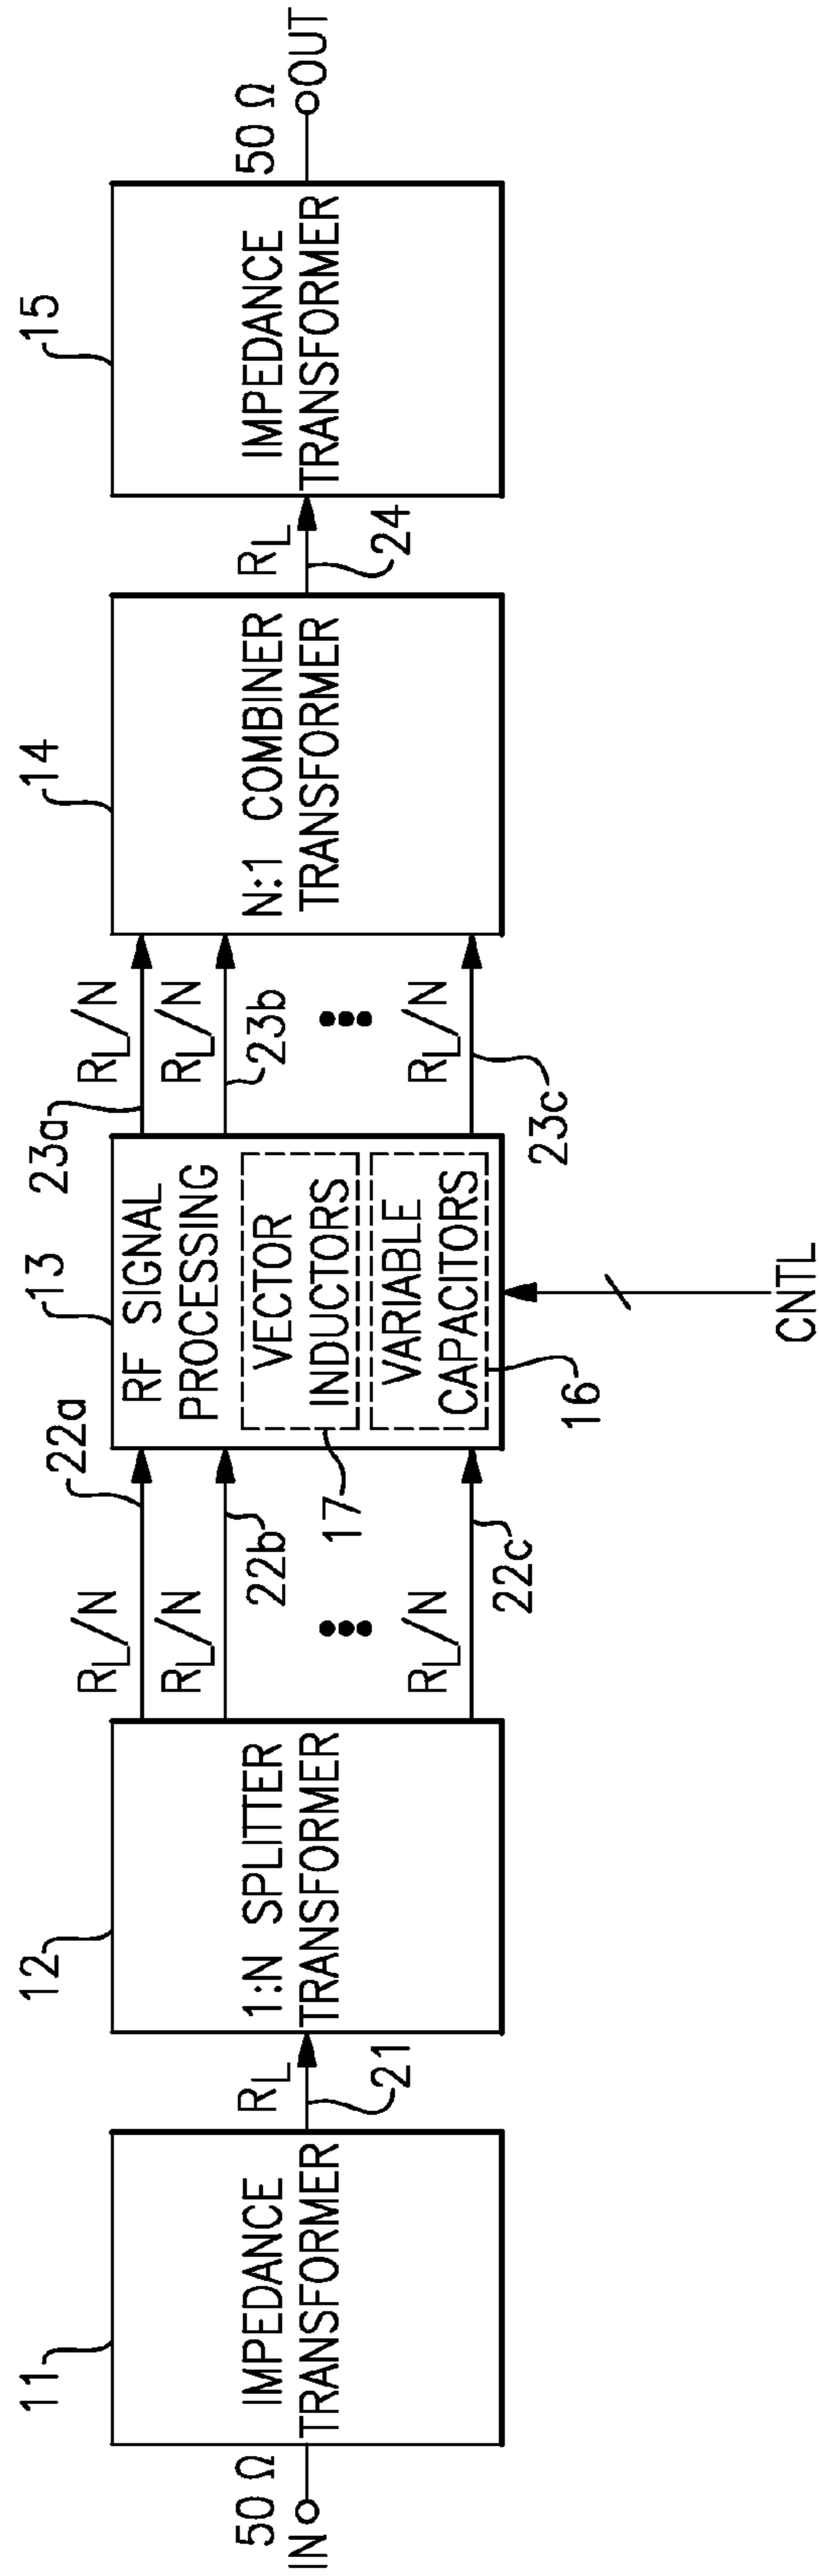 11
12
22a
13
23a
14
15
50 Ω
IN
IMPEDANCE
TRANSFORMER
RL
21
1:N SPLITTER
TRANSFORMER
RL/N
RL/N
22b
RL/N
22c
RF SIGNAL
PROCESSING
VECTOR
INDUCTORS
17
VARIABLE
CAPACITORS
16
CNTL
RL/N
RL/N
23b
RL/N
23c
N:1 COMBINER
TRANSFORMER
RL
24
IMPEDANCE
TRANSFORMER
50 Ω
OUT